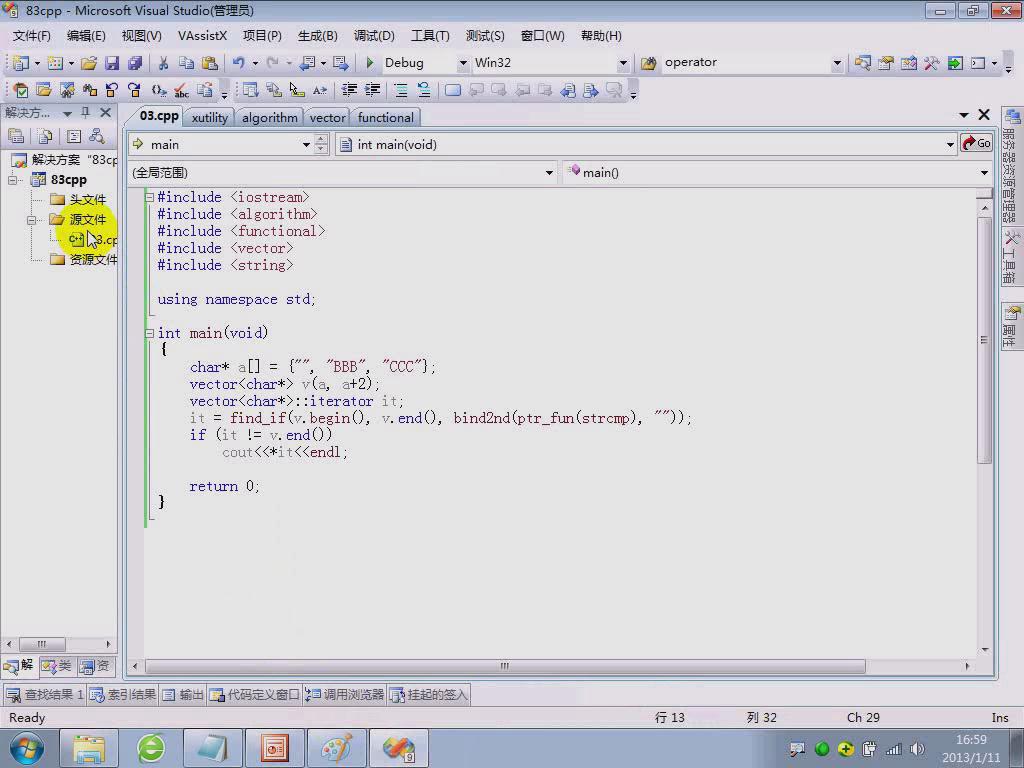 83cpp - Microsoft Visual Studio(管理员)
文件(F) 编辑(E) 视图(V) VAssistX 项目(P) 生成(B) 调试(D) 工具(T) 测试(S) 窗口(W) 帮助(H)
Debug Win32 operator
解决方... 03.cpp xutility algorithm vector functional
main int main(void) Go
(全局范围) main()
解决方案 "83cp
83cpp
头文件
源文件
3.cp
资源文件
#include <iostream>
#include <algorithm>
#include <functional>
#include <vector>
#include <string>
using namespace std;
int main(void)
{
char* a[] = {"", "BBB", "CCC"};
vector<char*> v(a, a+2);
vector<char*>::iterator it;
it = find_if(v.begin(), v.end(), bind2nd(ptr_fun(strcmp), ""));
if (it != v.end())
cout<<*it<<endl;
return 0;
}
服务器资源管理器
工具箱
属性
解 类 资
查找结果 1 索引结果 输出 代码定义窗口 调用浏览器 挂起的签入
Ready 行 13 列 32 Ch 29 Ins
16:59
2013/1/11